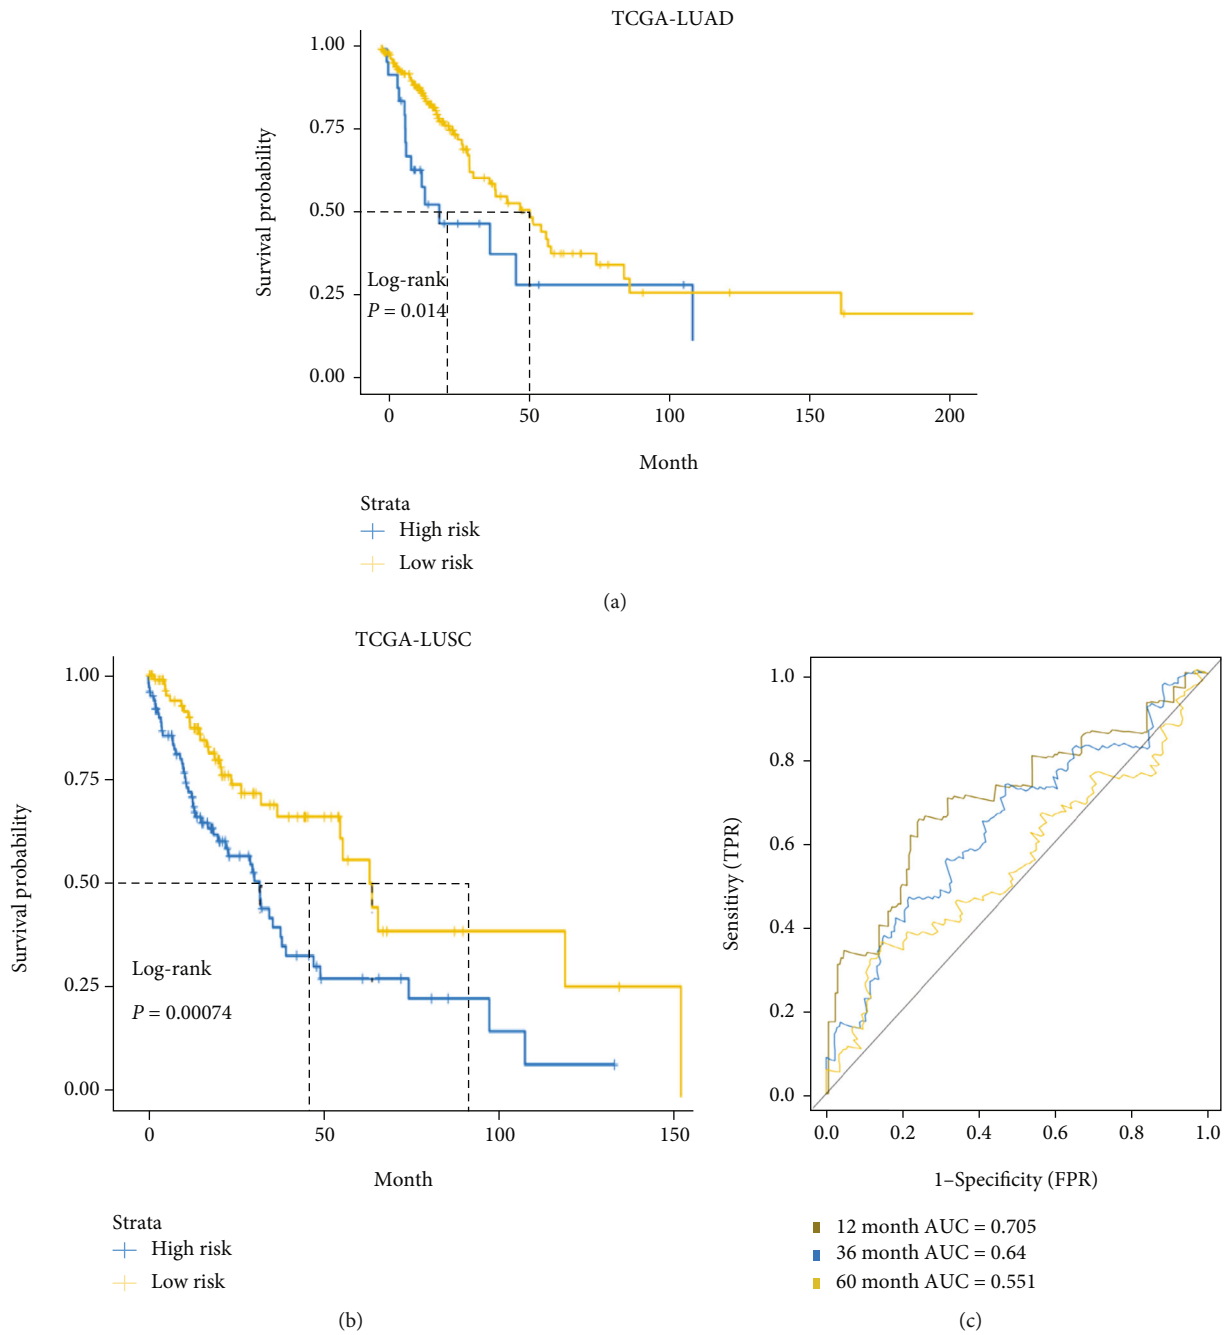 TCGA-LUAD
1.00
0.75
0.50
0.25
0.00
Survival probability
Log-rank
P = 0.014
0 50 100 150 200
Month
Strata
High risk
Low risk
(a)
TCGA-LUSC
1.00
0.75
0.50
0.25
0.00
Survival probability
Log-rank
P = 0.00074
0 50 100 150
Month
Strata
High risk
Low risk
(b)
1.0
0.8
0.6
0.4
0.2
0.0
Sensitivy (TPR)
0.0 0.2 0.4 0.6 0.8 1.0
1–Specificity (FPR)
12 month AUC = 0.705
36 month AUC = 0.64
60 month AUC = 0.551
(c)